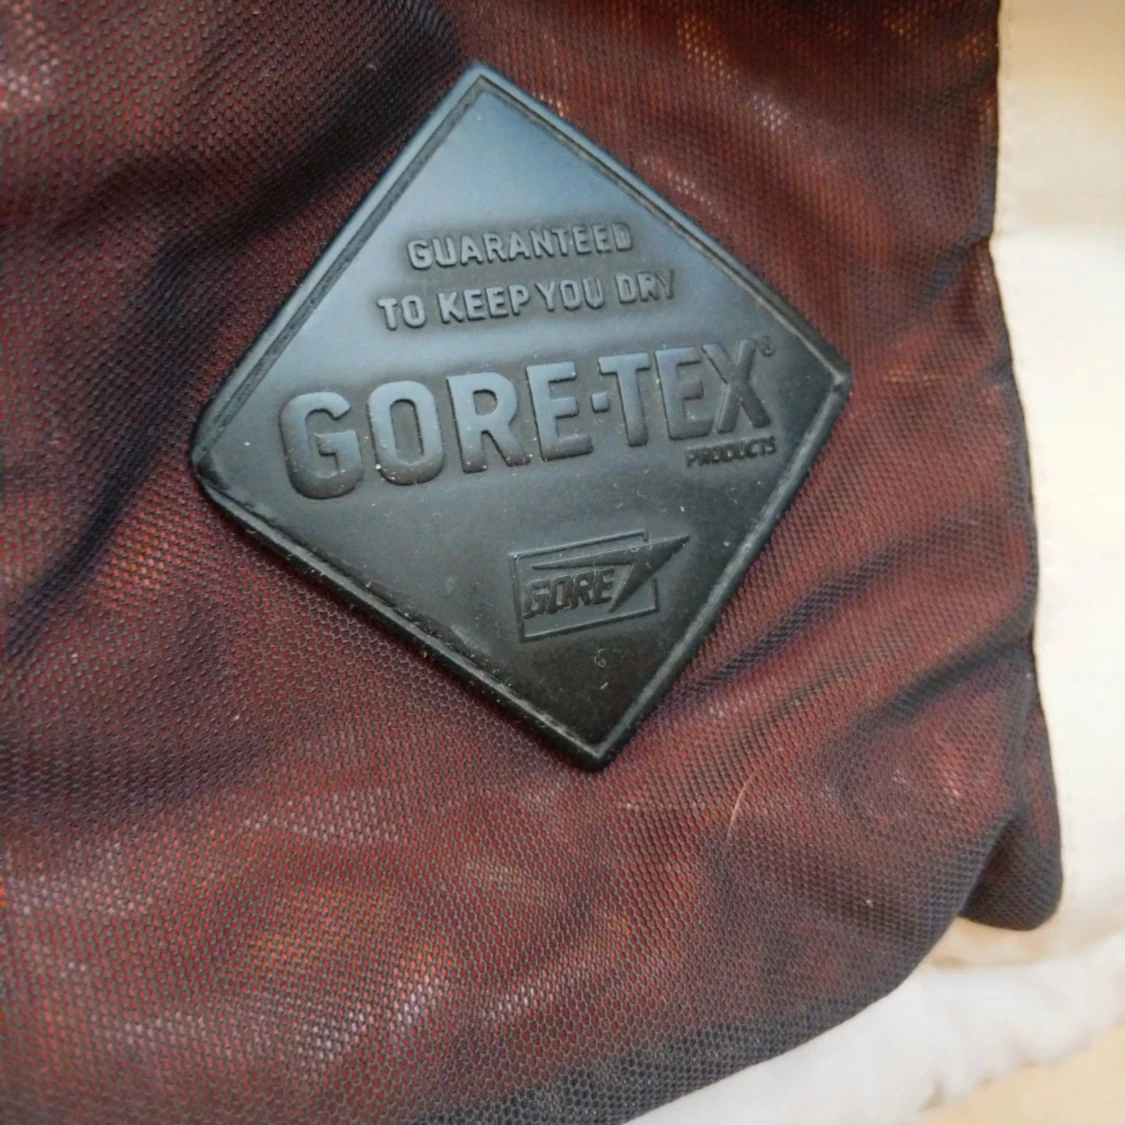 GUARANTEED
TO KEEP YOU DRY
GORE-TEX®
PRODUCTS
GORE